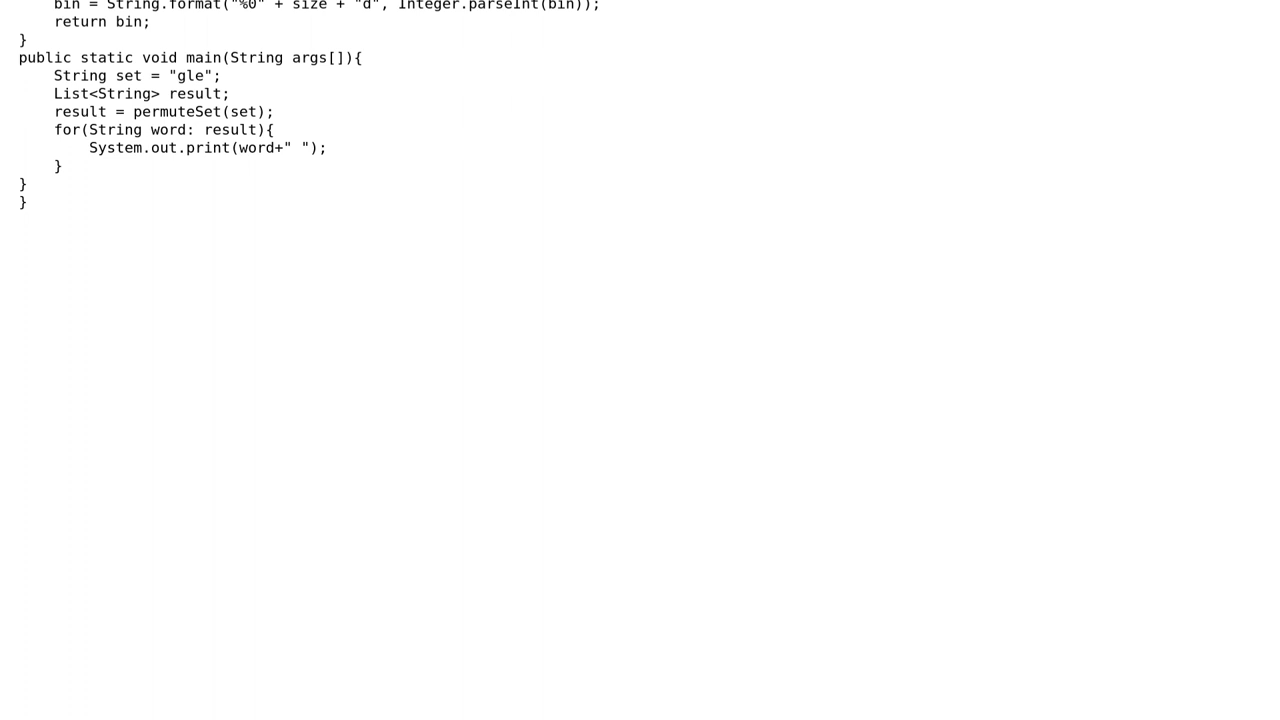 bin = String.format("%0" + size + "d", Integer.parseInt(bin));
return bin;
}
public static void main(String args[]){
String set = "gle";
List<String> result;
result = permuteSet(set);
for(String word: result){
System.out.print(word+" ");
}
}
}